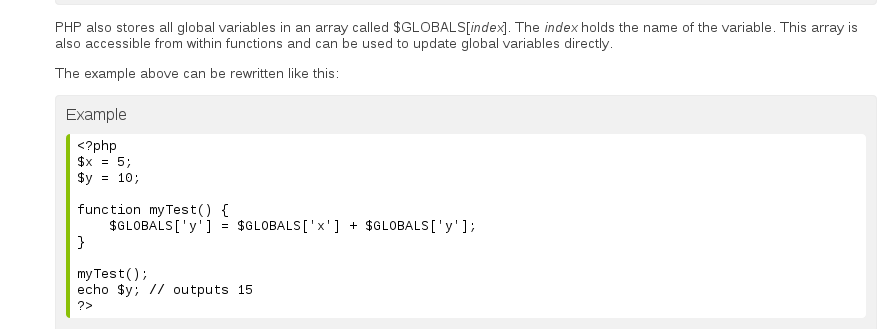 PHP also stores all global variables in an array called $GLOBALS[index]. The index holds the name of the variable. This array is
also accessible from within functions and can be used to update global variables directly.
The example above can be rewritten like this:
Example
<?php
$x = 5;
$y = 10;
function myTest() {
    $GLOBALS['y'] = $GLOBALS['x'] + $GLOBALS['y'];
}
myTest();
echo $y; // outputs 15
?>